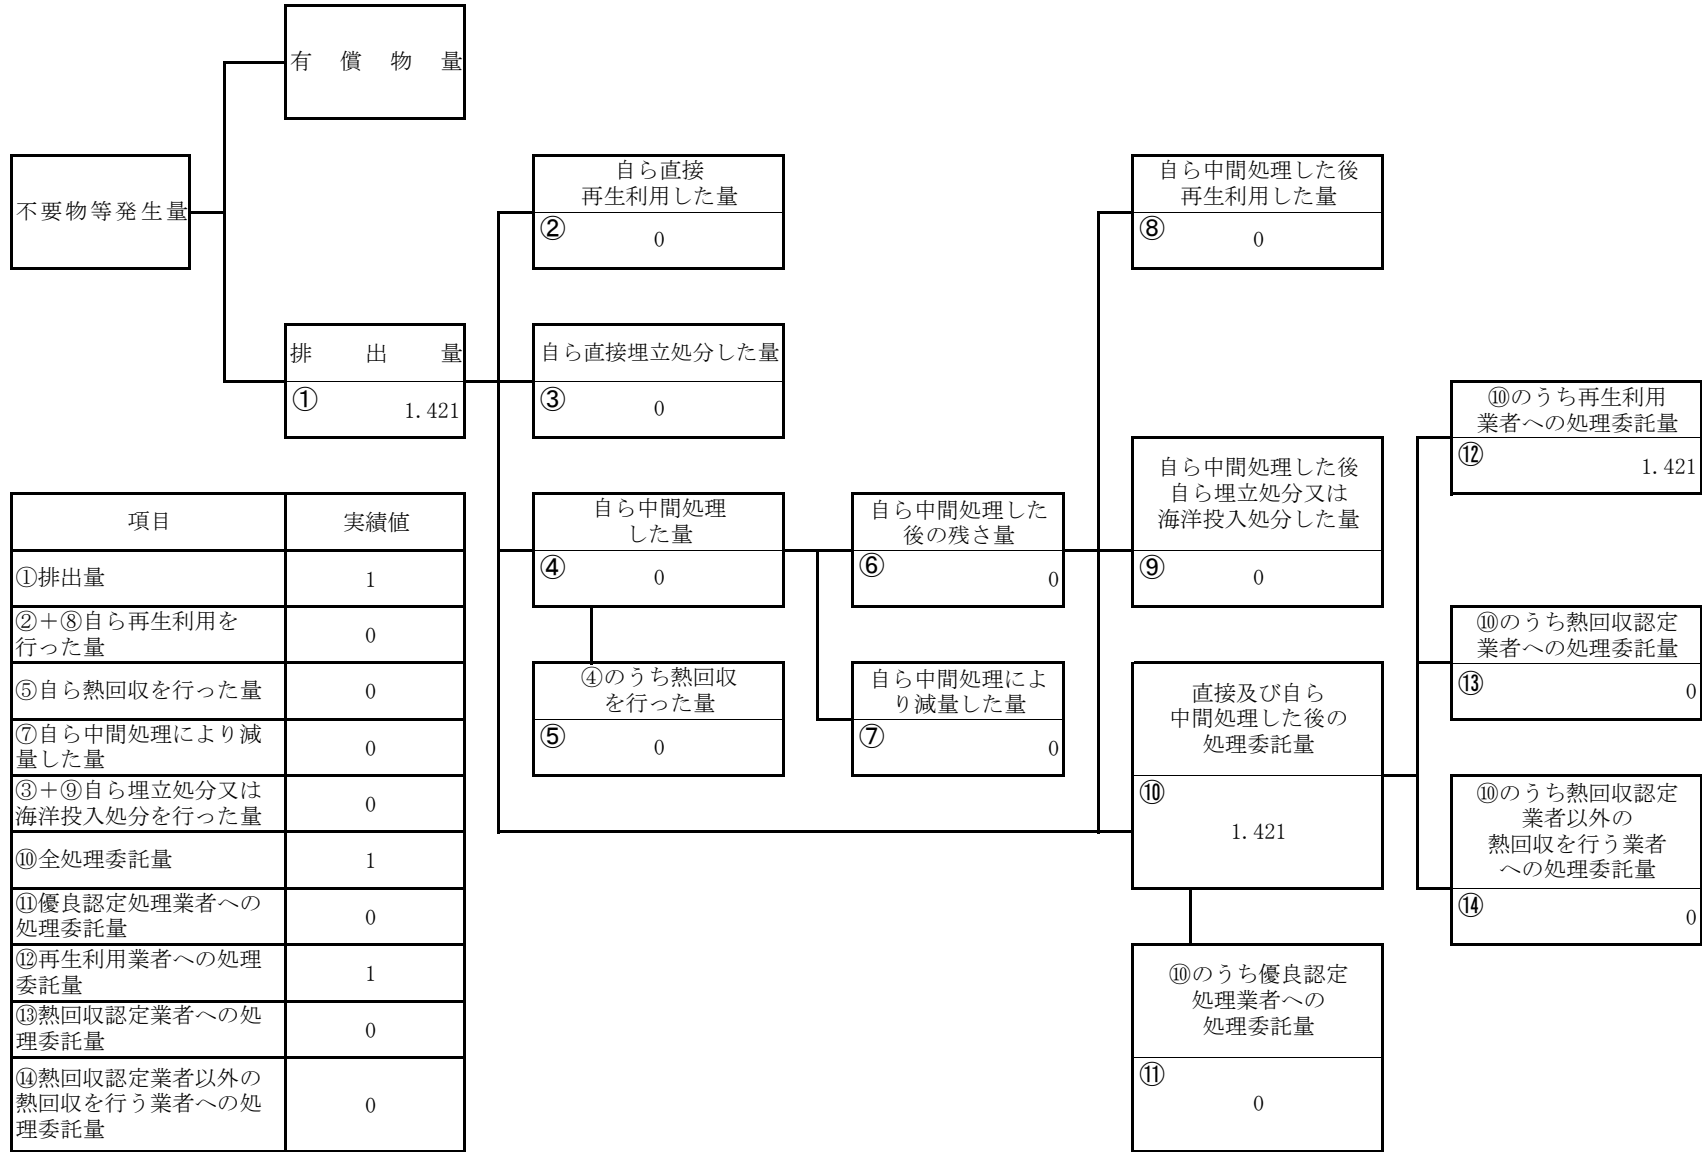 有償物量
不要物等発生量
排出量
①
1.421
自ら直接
再生利用した量
②
0
自ら直接埋立処分した量
③
0
自ら中間処理
した量
④
0
④のうち熱回収
を行った量
⑤
0
自ら中間処理した
後の残さ量
⑥
0
自ら中間処理によ
り減量した量
⑦
0
自ら中間処理した後
再生利用した量
⑧
0
自ら中間処理した後
自ら埋立処分又は
海洋投入処分した量
⑨
0
直接及び自ら
中間処理した後の
処理委託量
⑩
1.421
⑩のうち優良認定
処理業者への
処理委託量
⑪
0
⑩のうち再生利用
業者への処理委託量
⑫
1.421
⑩のうち熱回収認定
業者への処理委託量
⑬
0
⑩のうち熱回収認定
業者以外の
熱回収を行う業者
への処理委託量
⑭
0
項目 実績値
①排出量 1
②＋⑧自ら再生利用を
行った量 0
⑤自ら熱回収を行った量 0
⑦自ら中間処理により減
量した量 0
③＋⑨自ら埋立処分又は
海洋投入処分を行った量 0
⑩全処理委託量 1
⑪優良認定処理業者への
処理委託量 0
⑫再生利用業者への処理
委託量 1
⑬熱回収認定業者への処
理委託量 0
⑭熱回収認定業者以外の
熱回収を行う業者への処
理委託量 0